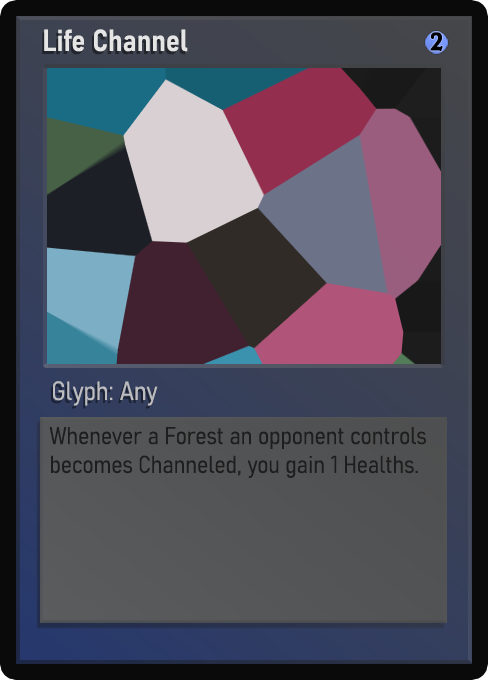 Life Channel
2
Glyph: Any
Whenever a Forest an opponent controls
becomes Channeled, you gain 1 Healths.